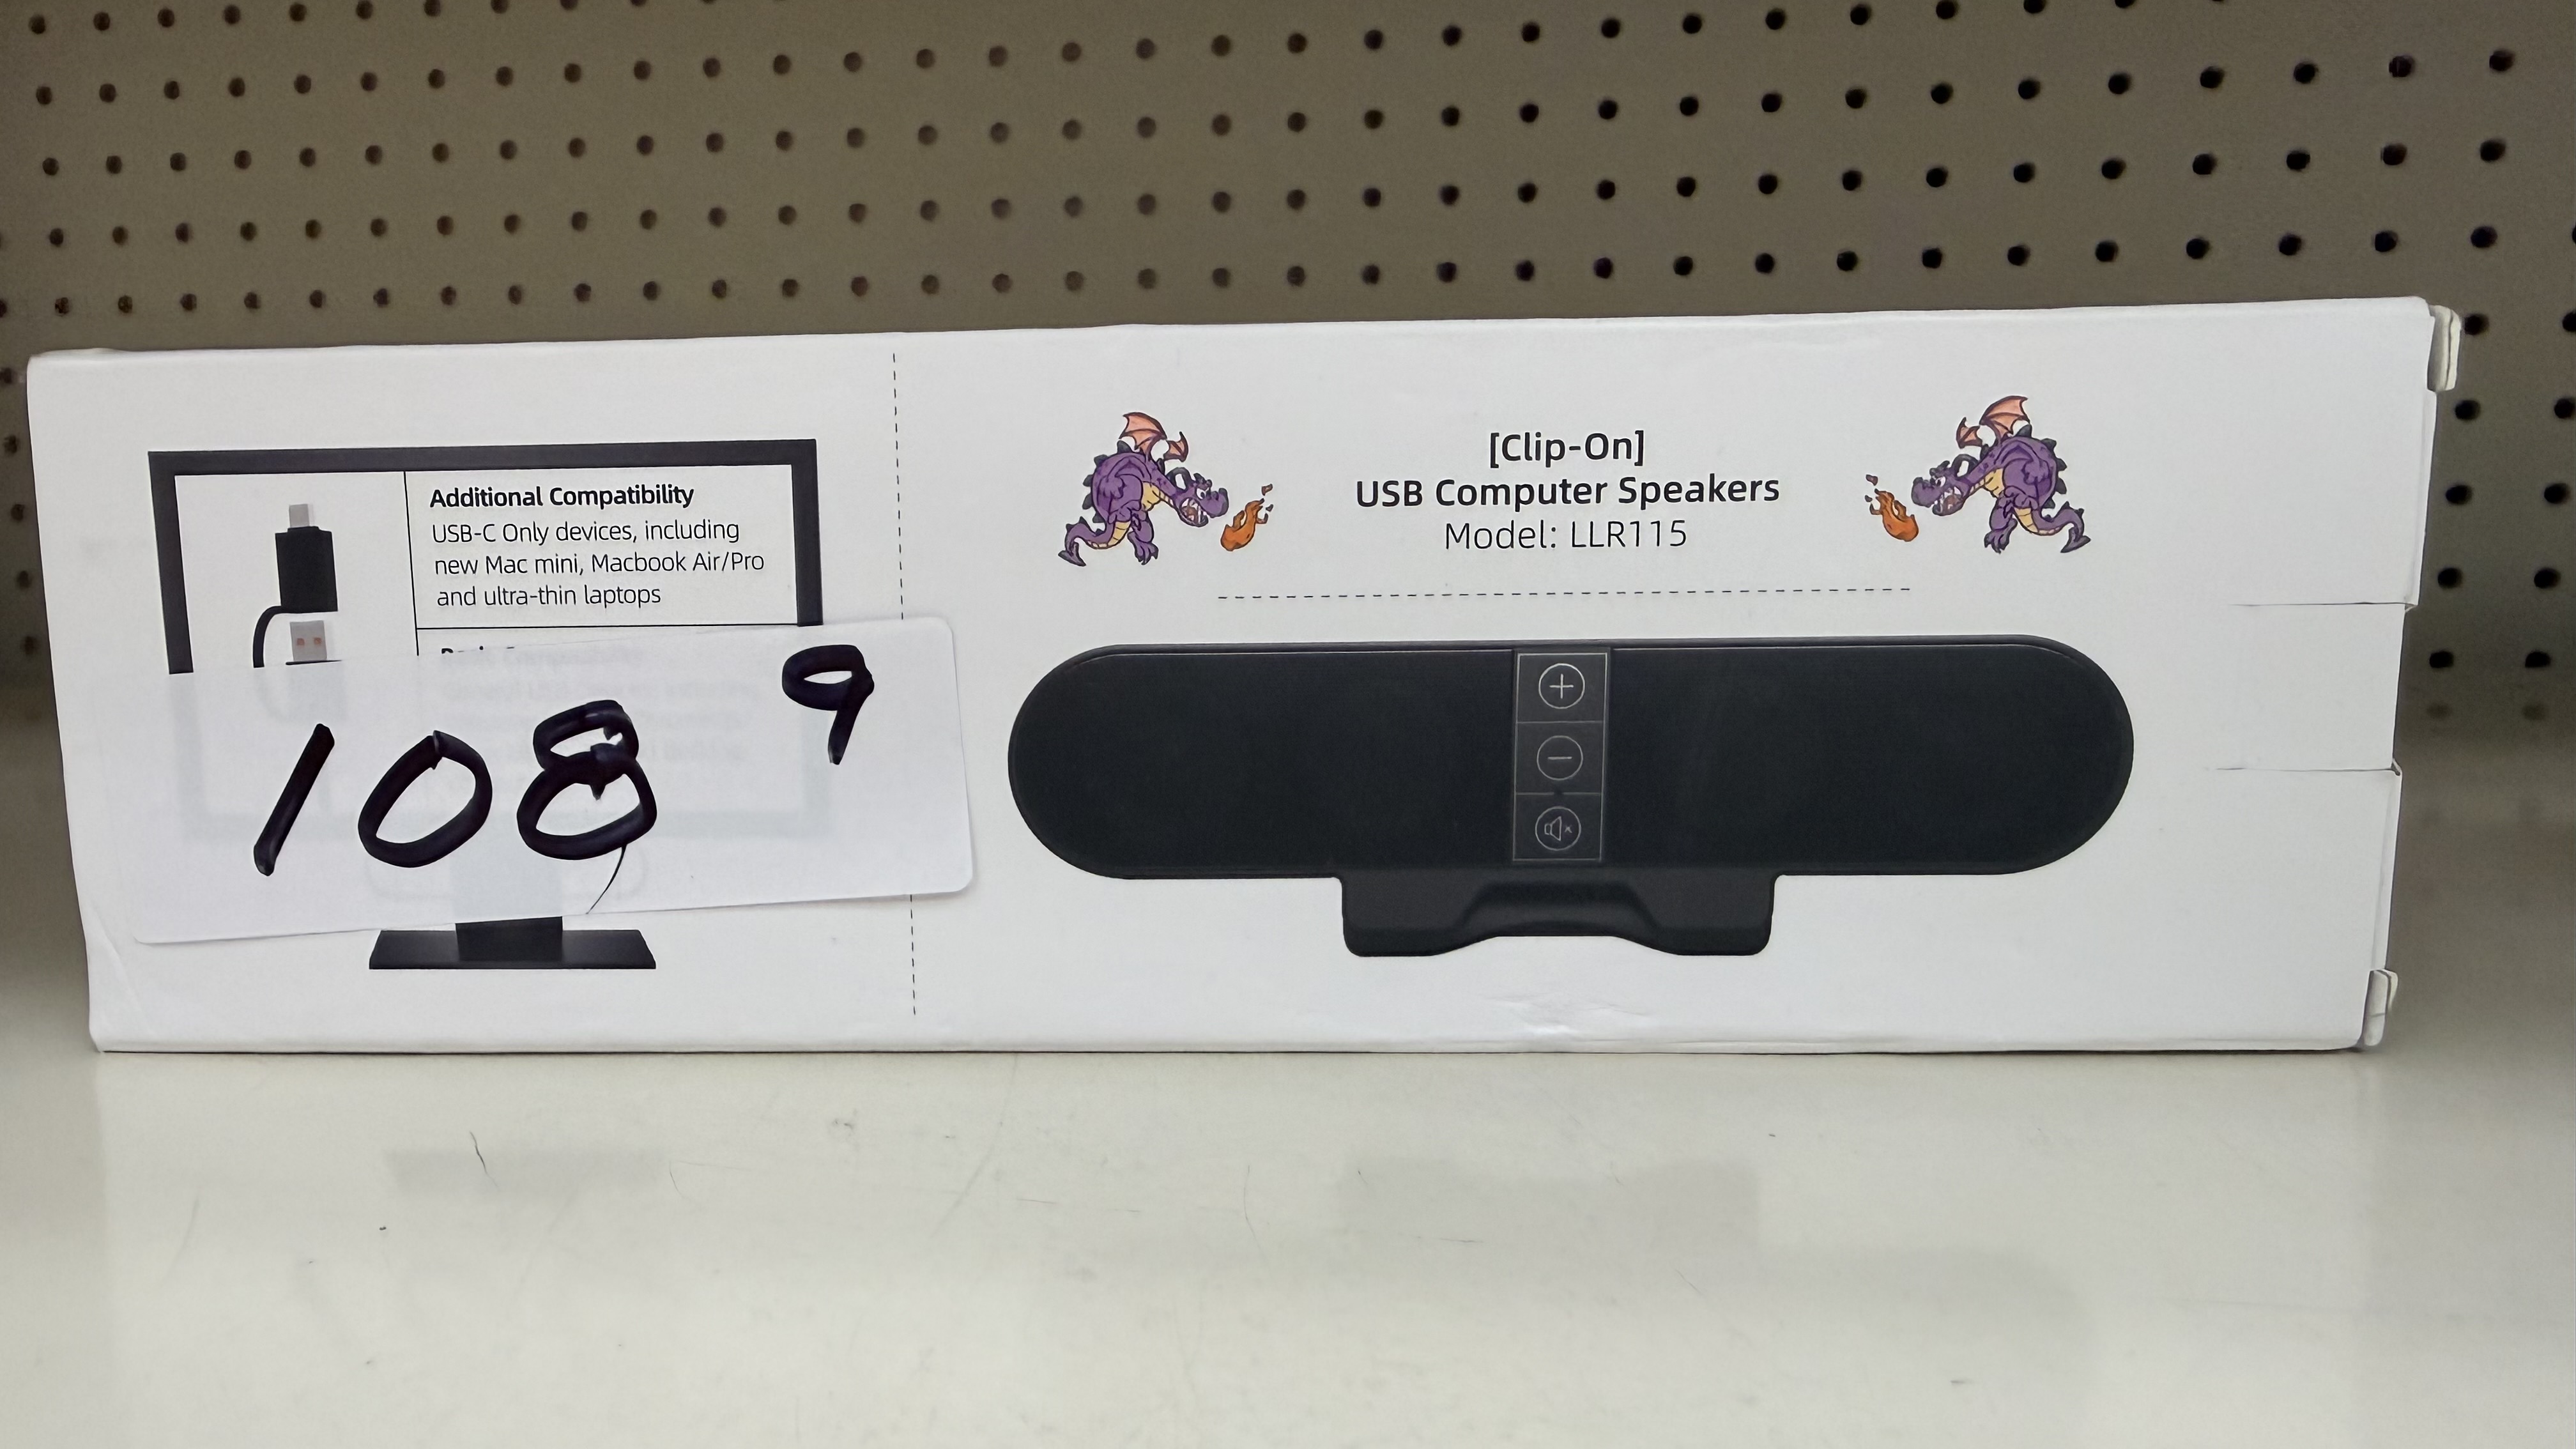 Additional Compatibility
USB-C Only devices, including
new Mac mini, Macbook Air/Pro
and ultra-thin laptops
108 9
[Clip-On]
USB Computer Speakers
Model: LLR115